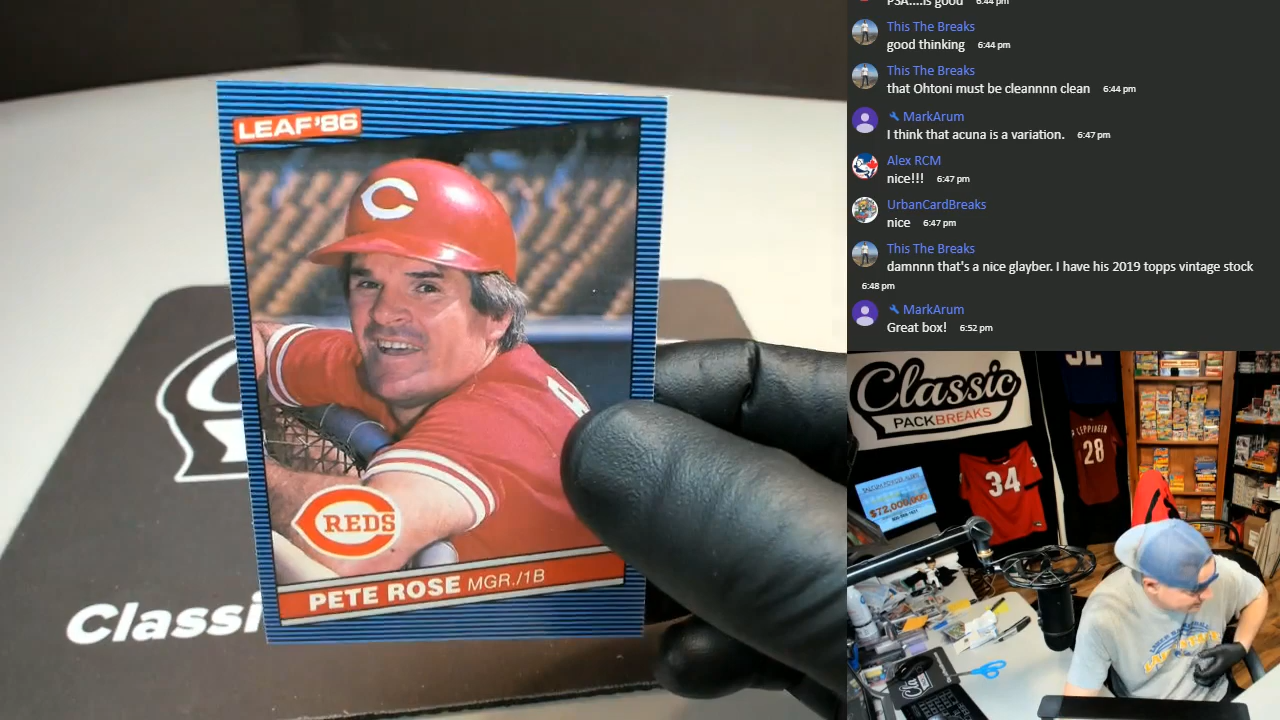 LEAF '86
REDS
PETE ROSE MGR./1B
Classi
PSA....is good 6:44 pm
This The Breaks
good thinking 6:44 pm
This The Breaks
that Ohtoni must be cleannnn clean 6:44 pm
MarkArum
I think that acuna is a variation. 6:47 pm
Alex RCM
nice!!! 6:47 pm
UrbanCardBreaks
nice 6:47 pm
This The Breaks
damnnn that's a nice glayber. I have his 2019 topps vintage stock
6:48 pm
MarkArum
Great box! 6:52 pm
Classic
PACKBREAKS
$72,000,000
34
LEPPINGER
28